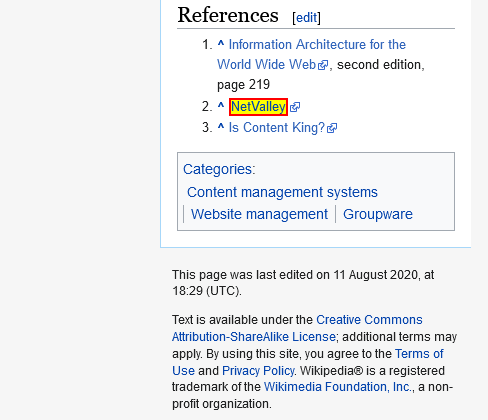 References [edit]
1. ^ Information Architecture for the
World Wide Web, second edition,
page 219
2. ^ NetValley
3. ^ Is Content King?
Categories:
Content management systems
Website management Groupware
This page was last edited on 11 August 2020, at
18:29 (UTC).
Text is available under the Creative Commons
Attribution-ShareAlike License; additional terms may
apply. By using this site, you agree to the Terms of
Use and Privacy Policy. Wikipedia® is a registered
trademark of the Wikimedia Foundation, Inc., a non-
profit organization.